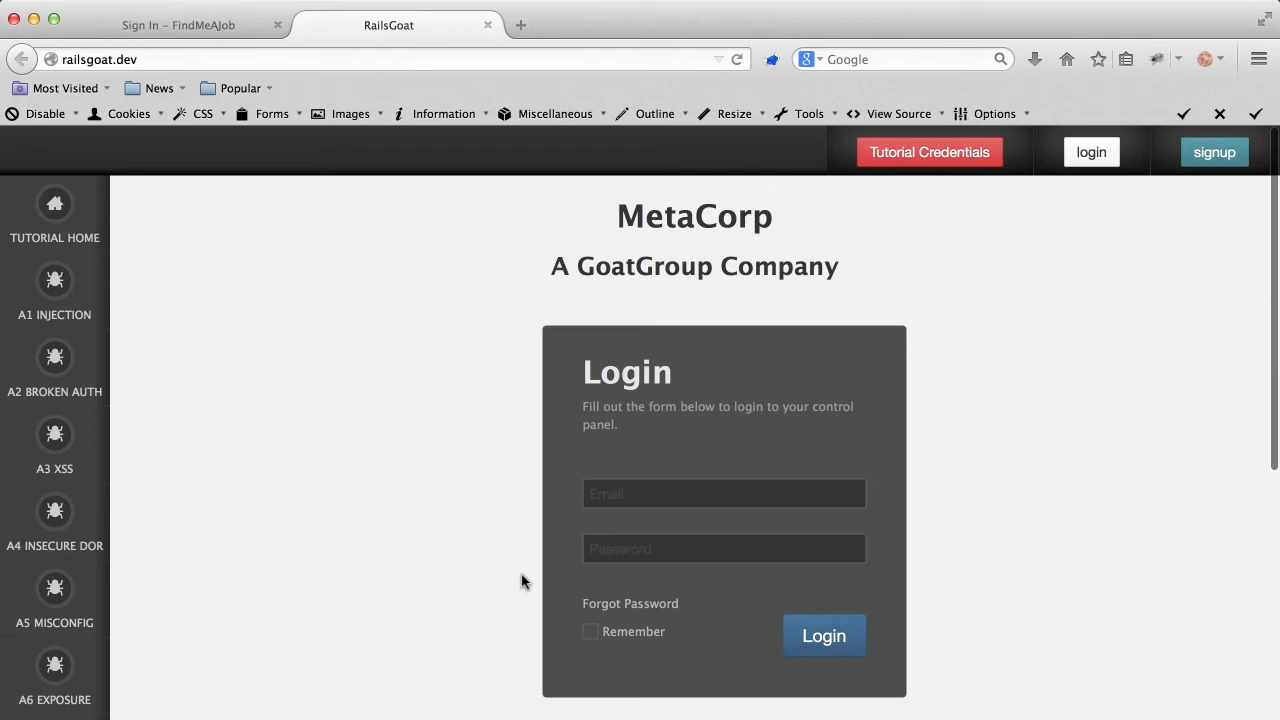 Sign In – FindMeAJob
RailsGoat
railsgoat.dev
Google
Most Visited
News
Popular
Disable
Cookies
CSS
Forms
Images
Information
Miscellaneous
Outline
Resize
Tools
View Source
Options
Tutorial Credentials
login
signup
TUTORIAL HOME
A1 INJECTION
A2 BROKEN AUTH
A3 XSS
A4 INSECURE DOR
A5 MISCONFIG
A6 EXPOSURE
MetaCorp
A GoatGroup Company
Login
Fill out the form below to login to your control
panel.
Email
Password
Forgot Password
Remember
Login